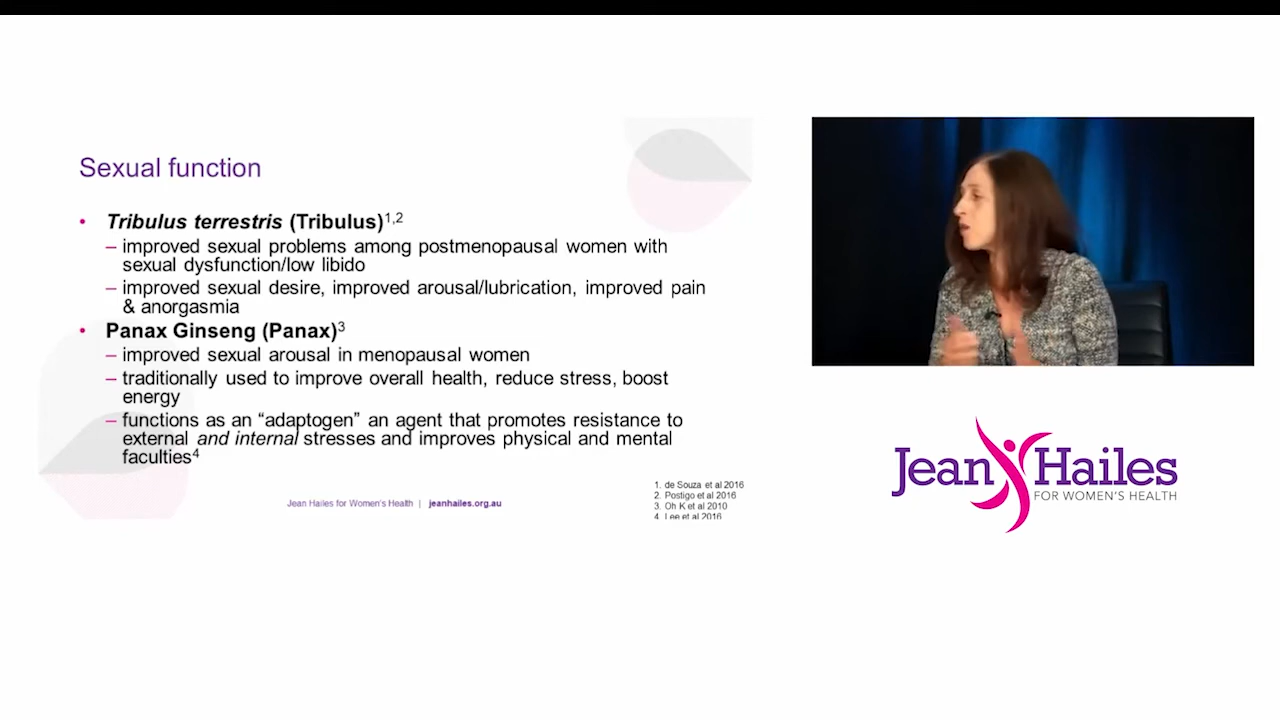 Sexual function
• Tribulus terrestris (Tribulus)1,2
– improved sexual problems among postmenopausal women with
sexual dysfunction/low libido
– improved sexual desire, improved arousal/lubrication, improved pain
& anorgasmia
• Panax Ginseng (Panax)3
– improved sexual arousal in menopausal women
– traditionally used to improve overall health, reduce stress, boost
energy
– functions as an “adaptogen” an agent that promotes resistance to
external and internal stresses and improves physical and mental
faculties4
1. de Souza et al 2016
2. Postigo et al 2016
3. Oh K et al 2010
4. Lee et al 2016
Jean Hailes for Women's Health | jeanhailes.org.au
Jean Hailes
FOR WOMEN'S HEALTH